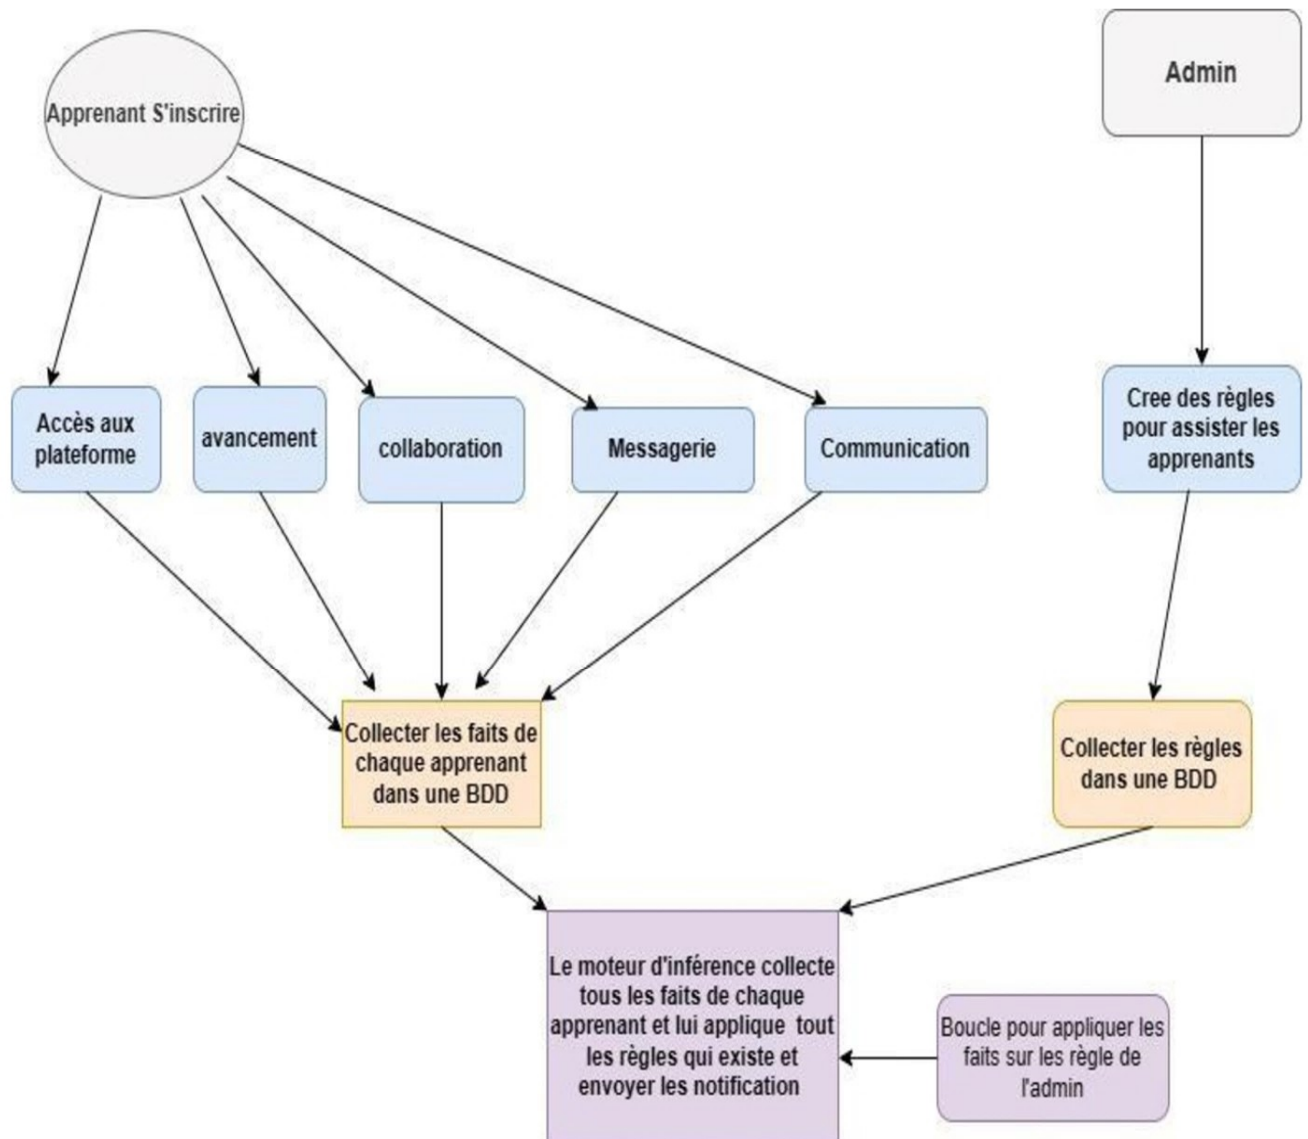 Apprenant S'inscrire
Admin
Accès aux
plateforme
avancement
collaboration
Messagerie
Communication
Cree des règles
pour assister les
apprenants
Collecter les faits de
chaque apprenant
dans une BDD
Collecter les règles
dans une BDD
Le moteur d'inférence collecte
tous les faits de chaque
apprenant et lui applique tout
les règles qui existe et
envoyer les notification
Boucle pour appliquer les
faits sur les règle de
l'admin